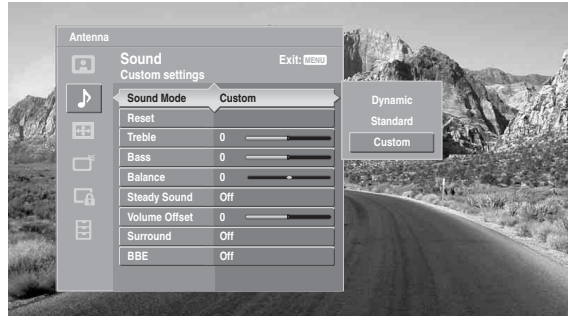 Antenna
Sound Exit: MENU
Custom settings
Sound Mode Custom
Reset
Treble 0
Bass 0
Balance 0
Steady Sound Off
Volume Offset 0
Surround Off
BBE Off
Dynamic
Standard
Custom